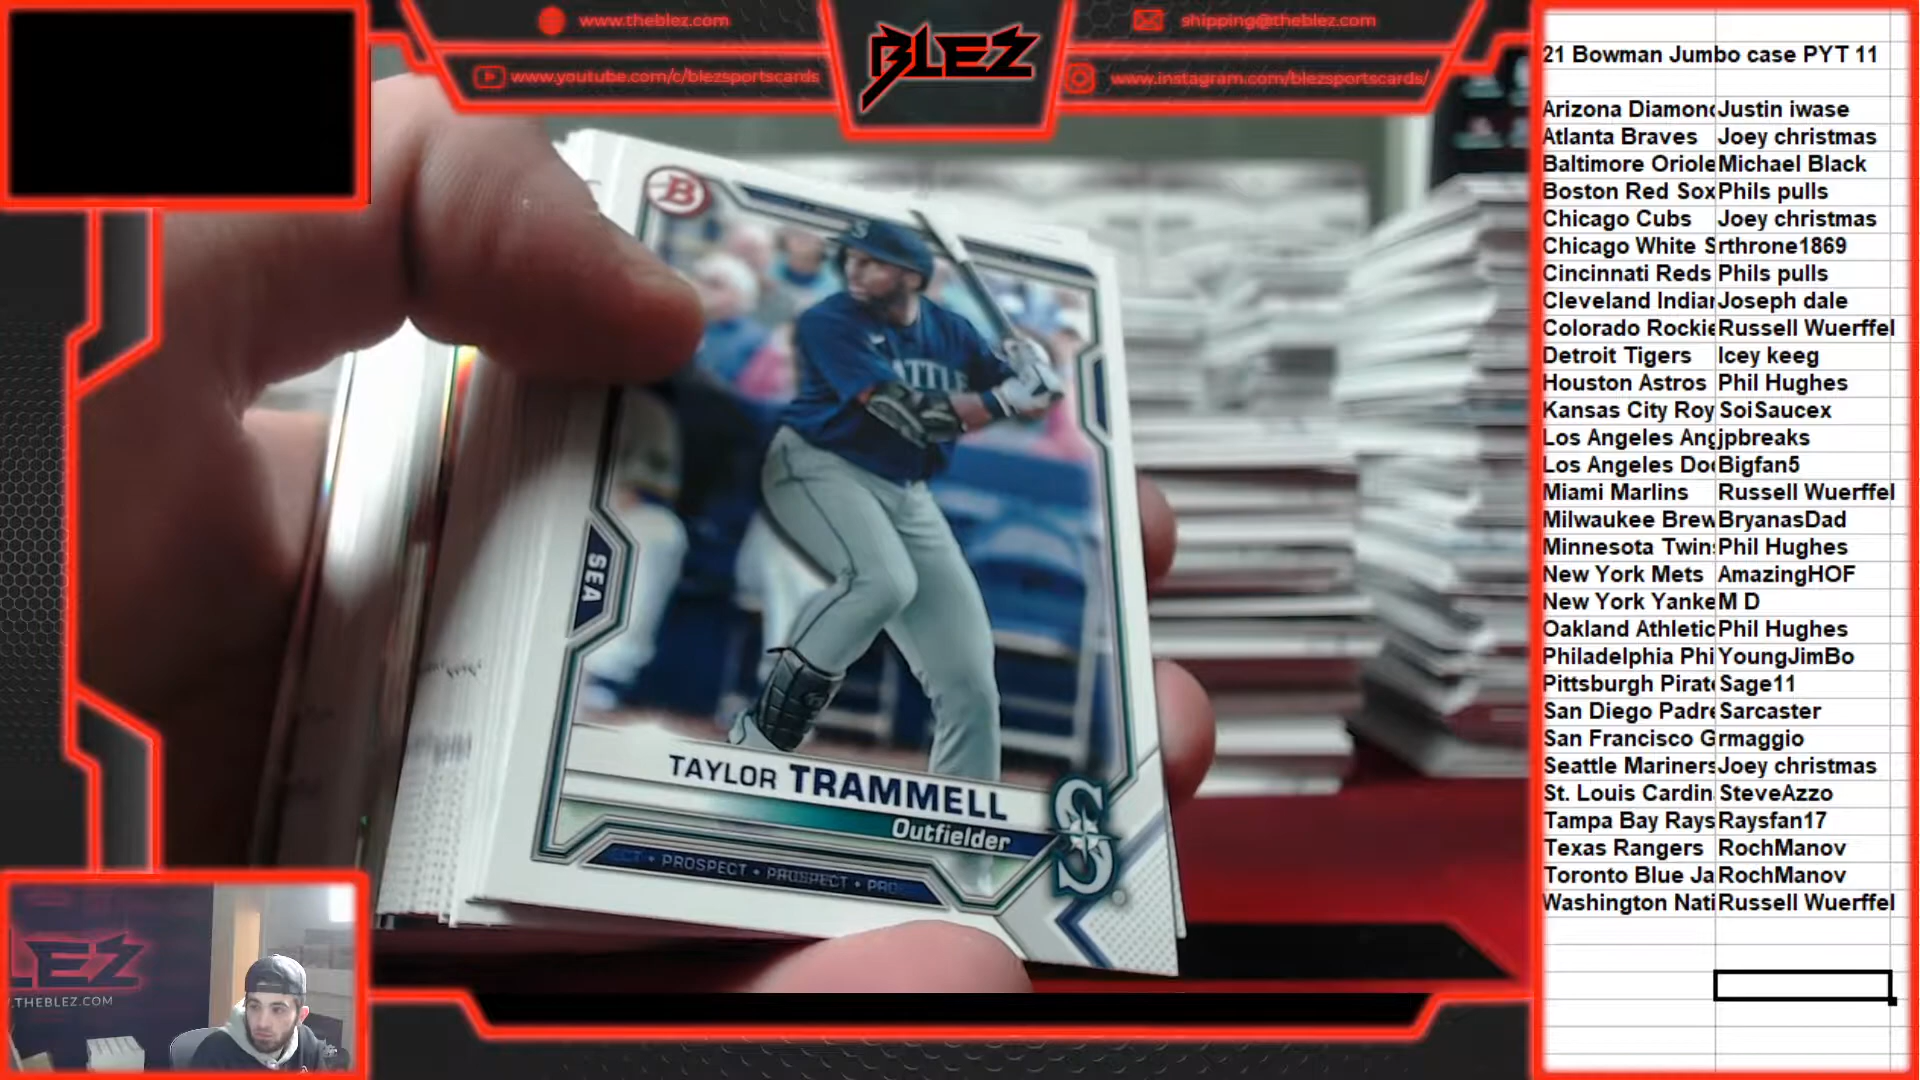 www.theblez.com
www.youtube.com/c/blezsportscards
BLEZ
shipping@theblez.com
www.instagram.com/blezsportscards/
21 Bowman Jumbo case PYT 11
Arizona Diamond Justin iwase
Atlanta Braves Joey christmas
Baltimore Oriole Michael Black
Boston Red Sox Phils pulls
Chicago Cubs Joey christmas
Chicago White S rthrone1869
Cincinnati Reds Phils pulls
Cleveland Indian Joseph dale
Colorado Rockie Russell Wuerffel
Detroit Tigers Icey keeg
Houston Astros Phil Hughes
Kansas City Roy SoiSaucex
Los Angeles Ang jpbreaks
Los Angeles Do Bigfan5
Miami Marlins Russell Wuerffel
Milwaukee Brew BryanasDad
Minnesota Twins Phil Hughes
New York Mets AmazingHOF
New York Yanke M D
Oakland Athletic Phil Hughes
Philadelphia Phi YoungJimBo
Pittsburgh Pirat Sage11
San Diego Padre Sarcaster
San Francisco G rmaggio
Seattle Mariners Joey christmas
St. Louis Cardin SteveAzzo
Tampa Bay Rays Raysfan17
Texas Rangers RochManov
Toronto Blue Ja RochManov
Washington Nati Russell Wuerffel
B
S
ATTLE
SEA
TAYLOR TRAMMELL
Outfielder
ECT • PROSPECT • PROSPECT • PRO
S
LEZ
.THEBLEZ.COM